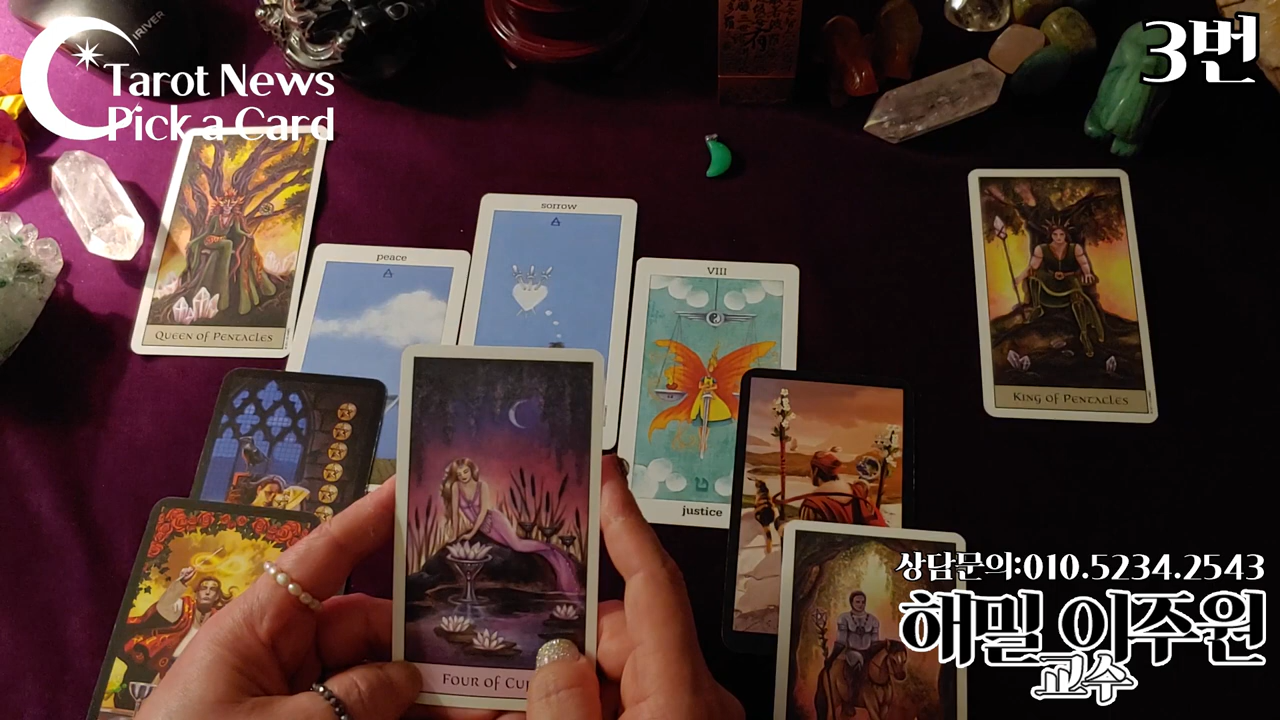 Tarot News
Pick a Card
3번
IRIVER
sorrow
peace
VIII
QUEEN OF PENTACLES
KING OF PENTACLES
justice
FOUR OF CUP
상담문의:010.5234.2543
해밀 이주원
교수